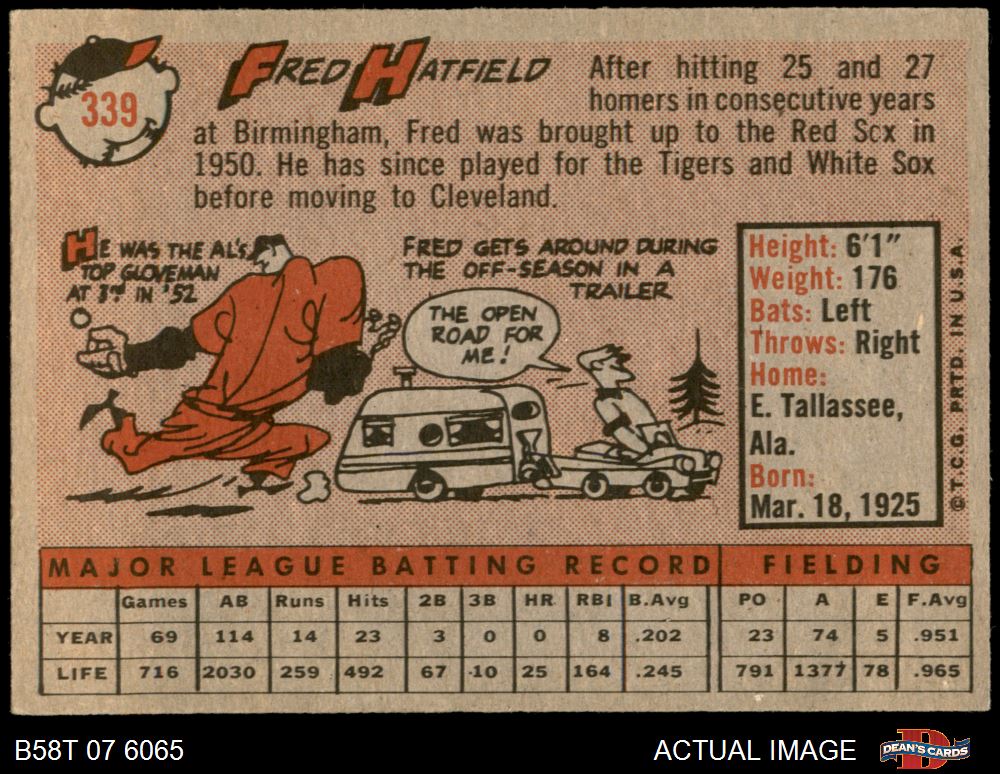 339
FRED HATFIELD
After hitting 25 and 27
homers in consecutive years
at Birmingham, Fred was brought up to the Red Sox in
1950. He has since played for the Tigers and White Sox
before moving to Cleveland.
HE WAS THE AL'S
TOP GLOVEMAN
AT 3RD IN '52
FRED GETS AROUND DURING
THE OFF-SEASON IN A
TRAILER
THE OPEN
ROAD FOR
ME!
Height: 6'1"
Weight: 176
Bats: Left
Throws: Right
Home:
E. Tallassee,
Ala.
Born:
Mar. 18, 1925
© T.C.G. PRTD. IN U.S.A.
MAJOR LEAGUE BATTING RECORD FIELDING
Games AB Runs Hits 2B 3B HR RBI B.Avg PO A E F.Avg
YEAR 69 114 14 23 3 0 0 8 .202 23 74 5 .951
LIFE 716 2030 259 492 67 10 25 164 .245 791 1377 78 .965
B58T 07 6065
ACTUAL IMAGE
DEAN'S CARDS